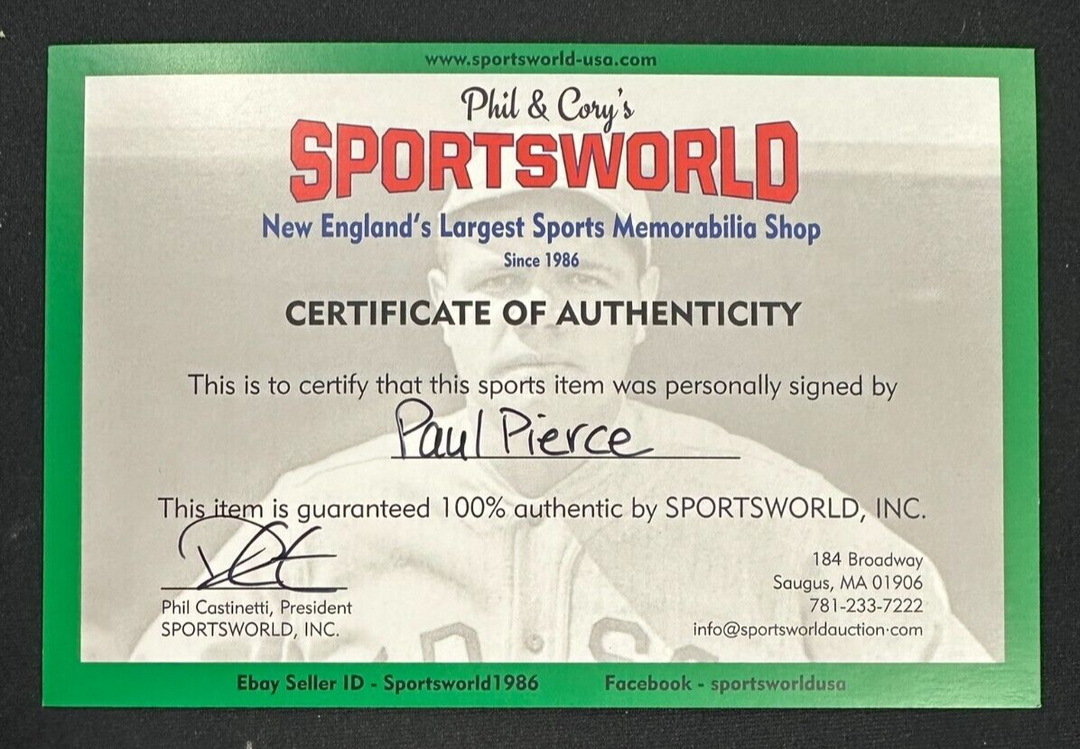 www.sportsworld-usa.com
Phil & Cory's
SPORTSWORLD
New England's Largest Sports Memorabilia Shop
Since 1986
CERTIFICATE OF AUTHENTICITY
This is to certify that this sports item was personally signed by
Paul Pierce
This item is guaranteed 100% authentic by SPORTSWORLD, INC.
Phil Castinetti, President
SPORTSWORLD, INC.
184 Broadway
Saugus, MA 01906
781-233-7222
info@sportsworldauction·com
Ebay Seller ID - Sportsworld1986
Facebook - sportsworldusa